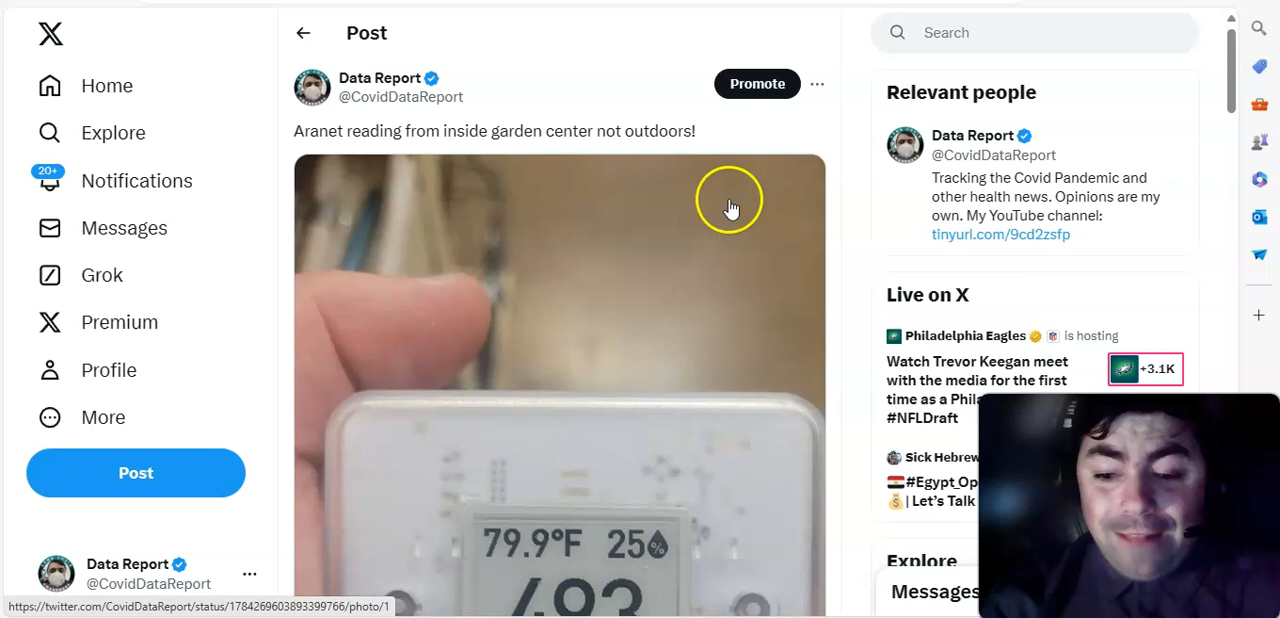 Home
Explore
20+
Notifications
Messages
Grok
Premium
Profile
More
Post
Data Report
@CovidDataReport
https://twitter.com/CovidDataReport/status/1784269603893399766/photo/1
Post
Data Report
@CovidDataReport
Promote
Aranet reading from inside garden center not outdoors!
79.9°F 25%
493
Search
Relevant people
Data Report
@CovidDataReport
Tracking the Covid Pandemic and
other health news. Opinions are my
own. My YouTube channel:
tinyurl.com/9cd2zsfp
Live on X
Philadelphia Eagles is hosting
Watch Trevor Keegan meet
with the media for the first
time as a Phila
#NFLDraft
+3.1K
Sick Hebrew
#Egypt_Op
| Let's Talk
Explore
Messages